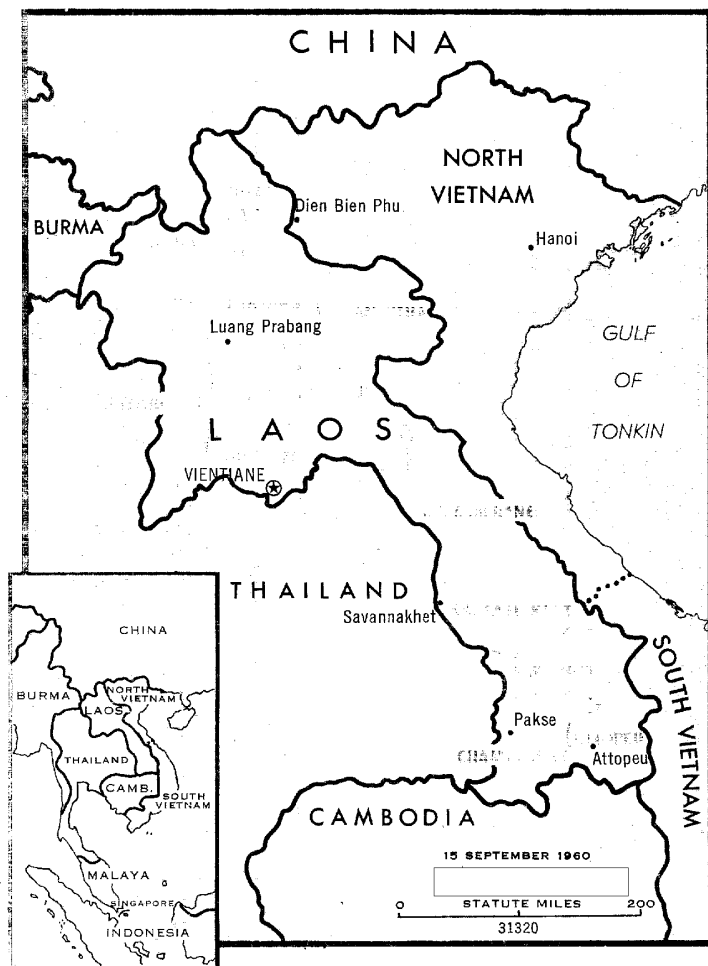 CHINA
NORTH
VIETNAM
BURMA
Dien Bien Phu
Hanoi
Luang Prabang
GULF
OF
TONKIN
LAOS
VIENTIANE
THAILAND
Savannakhet
SOUTH VIETNAM
Pakse
Attopeu
CAMBODIA
15 SEPTEMBER 1960
STATUTE MILES
0
200
31320
CHINA
BURMA
NORTH
VIETNAM
LAOS
THAILAND
CAMB.
SOUTH
VIETNAM
MALAYA
SINGAPORE
INDONESIA